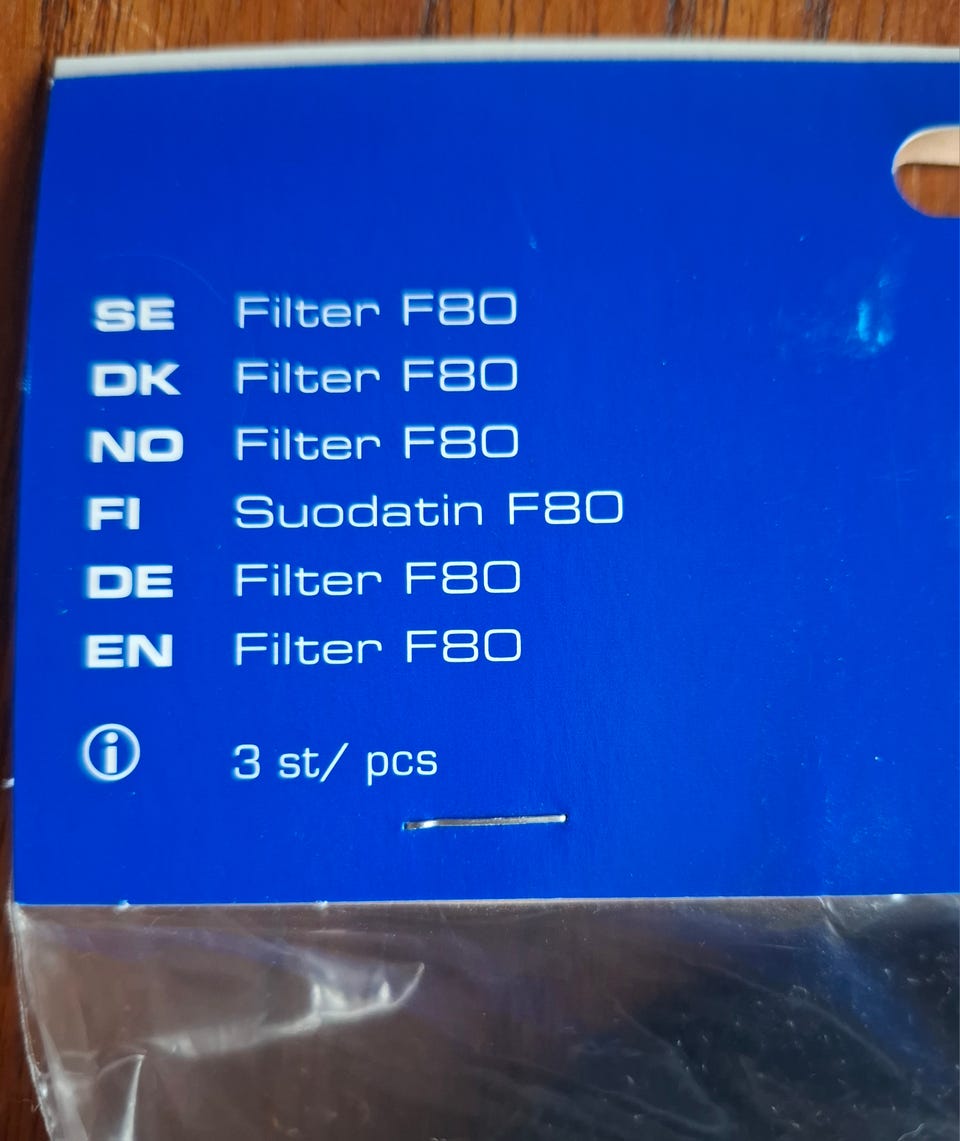 SE Filter F80
DK Filter F80
NO Filter F80
FI Suodatin F80
DE Filter F80
EN Filter F80
i 3 st/ pcs